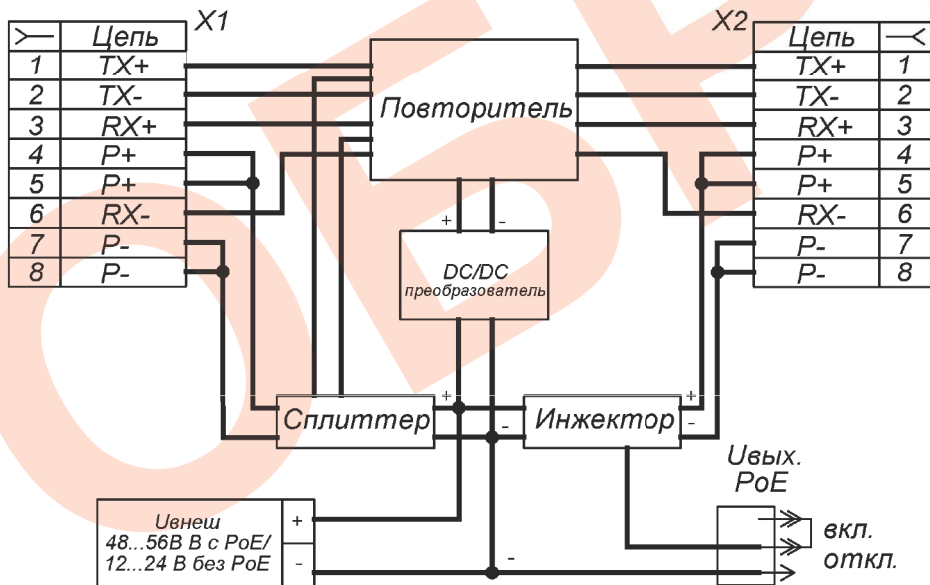 X1
Цепь
1 TX+
2 TX-
3 RX+
4 P+
5 P+
6 RX-
7 P-
8 P-
Повторитель
X2
Цепь
TX+ 1
TX- 2
RX+ 3
P+ 4
P+ 5
RX- 6
P- 7
P- 8
+ -
DC/DC
преобразователь
Сплиттер
+
-
Инжектор
+
-
Uвнеш
48...56В В с PoE/
12...24 В без PoE
+
-
-
Uвых.
PoE
вкл.
откл.